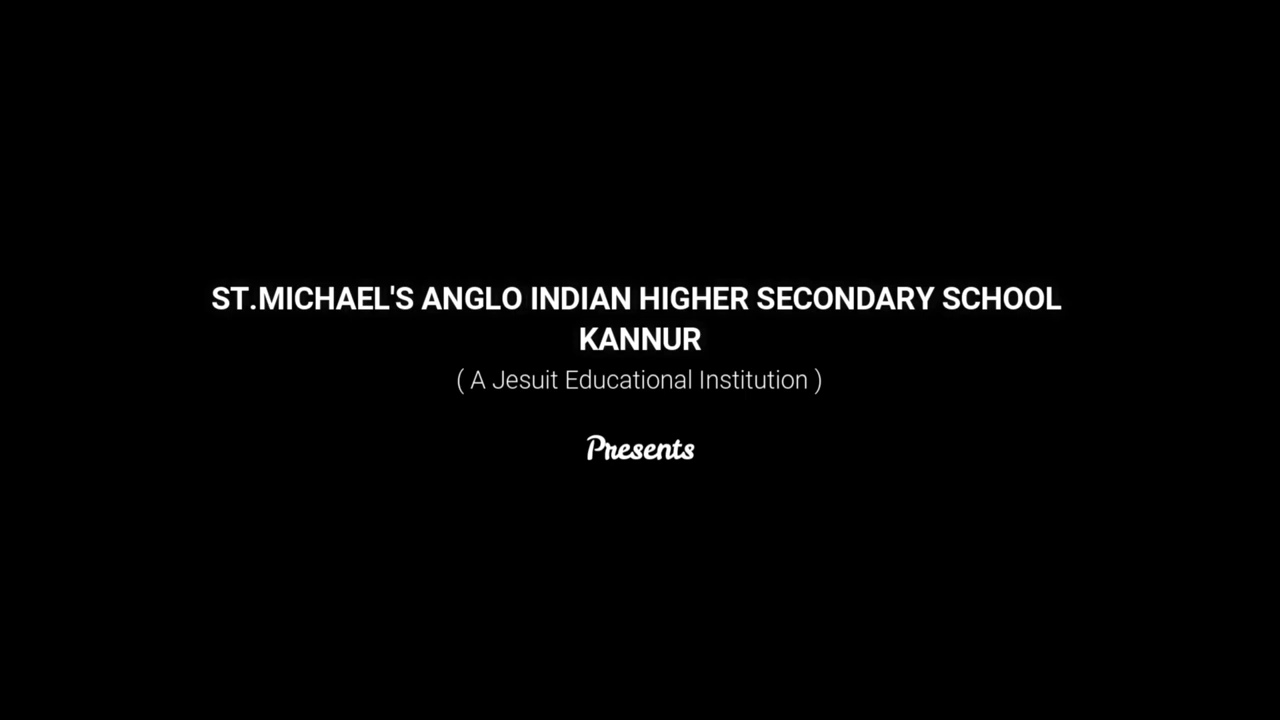 ST.MICHAEL'S ANGLO INDIAN HIGHER SECONDARY SCHOOL
KANNUR
( A Jesuit Educational Institution )
Presents